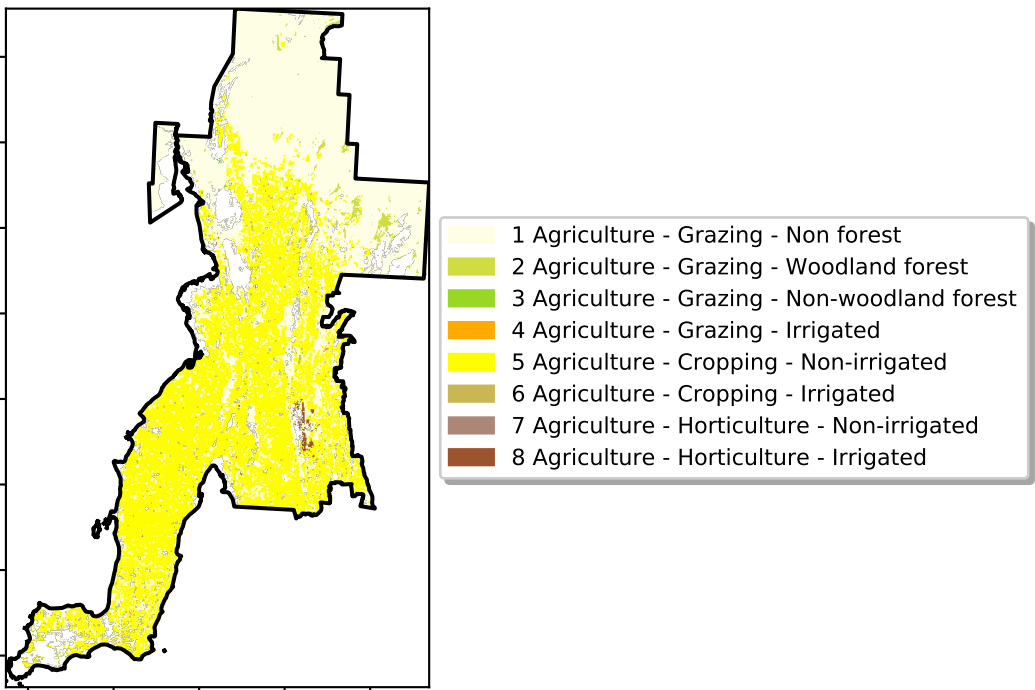 1 Agriculture - Grazing - Non forest
2 Agriculture - Grazing - Woodland forest
3 Agriculture - Grazing - Non-woodland forest
4 Agriculture - Grazing - Irrigated
5 Agriculture - Cropping - Non-irrigated
6 Agriculture - Cropping - Irrigated
7 Agriculture - Horticulture - Non-irrigated
8 Agriculture - Horticulture - Irrigated